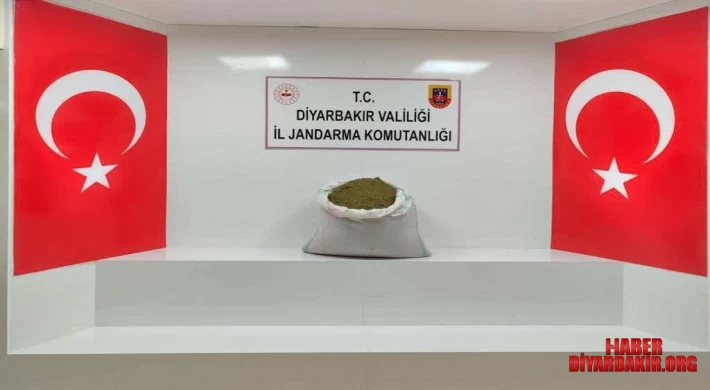 T.C.
DİYARBAKIR VALİLİĞİ
İL JANDARMA KOMUTANLIĞI
HABER
DİYARBAKIR.ORG